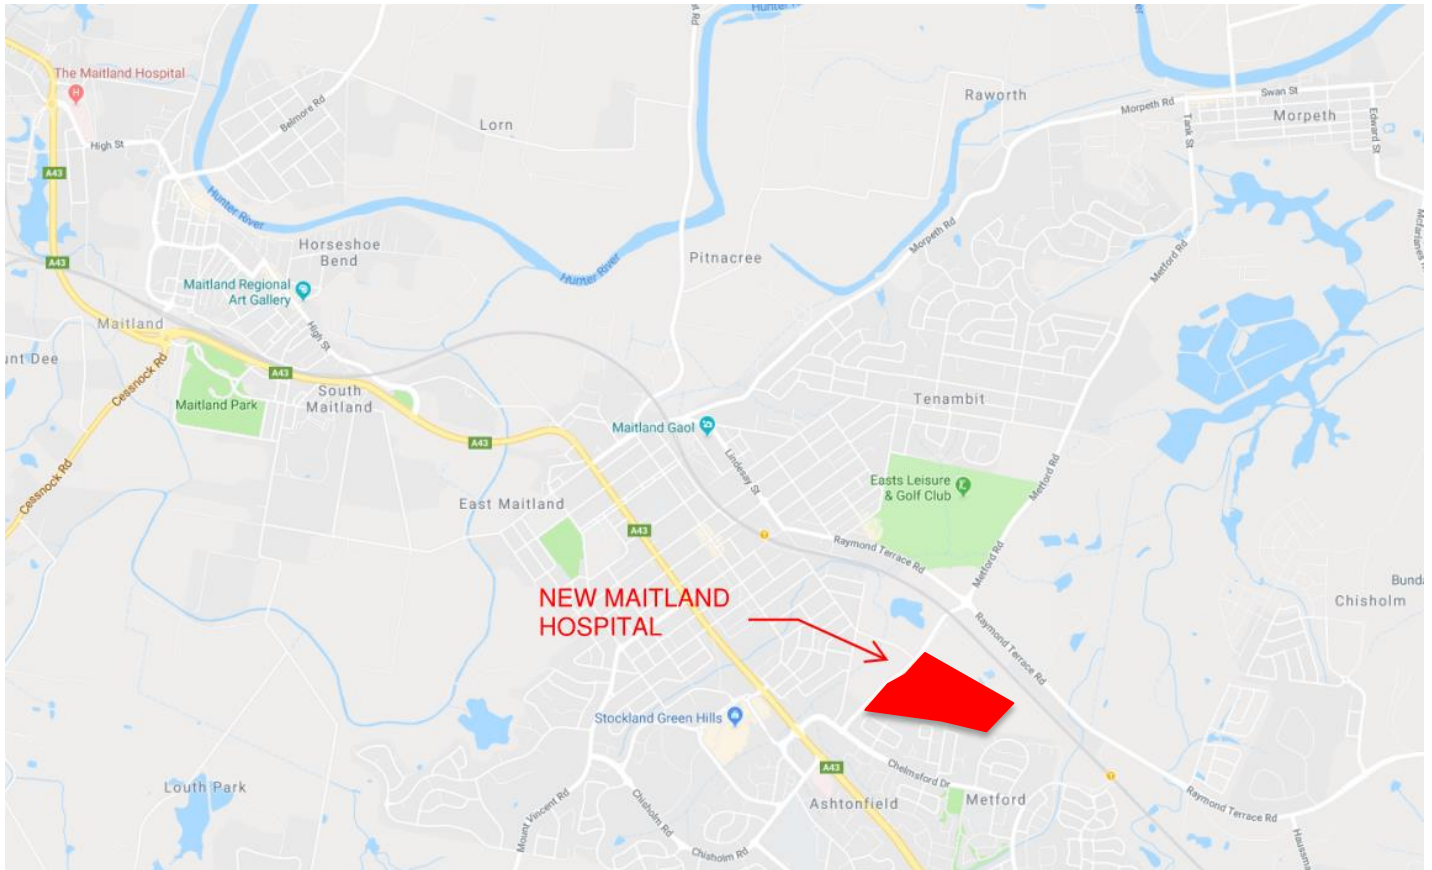 Hunter River
The Maitland Hospital
Belmore Rd
Lorn
Raworth
Morpeth Rd
Swan St
Morpeth
High St
Tank St
Edward St
A43
Hunter River
Horseshoe
Bend
Hunter River
Pitnacree
Morpeth Rd
Metford Rd
A43
Maitland Regional
Art Gallery
Maitland
High St
Cessnock Rd
A43
South
Maitland
Maitland Park
Tenambit
Maitland Gaol
A43
Lindesay St
Cessnock Rd
East Maitland
Easts Leisure
& Golf Club
Metford Rd
A43
Raymond Terrace Rd
Metford Rd
NEW MAITLAND
HOSPITAL
Chisholm
Raymond Terrace Rd
Stockland Green Hills
A43
Chelmsford Dr
Louth Park
Mount Vincent Rd
Chisholm Rd
Ashtonfield
Metford
Raymond Terrace Rd
Chisholm Rd